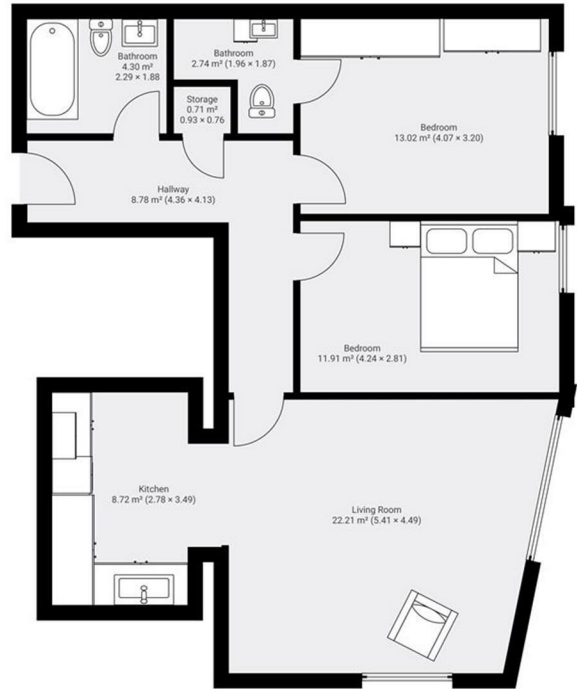 Bathroom
4.30 m²
2.29 × 1.88
Bathroom
2.74 m² (1.96 × 1.87)
Storage
0.71 m²
0.93 × 0.76
Bedroom
13.02 m² (4.07 × 3.20)
Hallway
8.78 m² (4.36 × 4.13)
Bedroom
11.91 m² (4.24 × 2.81)
Kitchen
8.72 m² (2.78 × 3.49)
Living Room
22.21 m² (5.41 × 4.49)